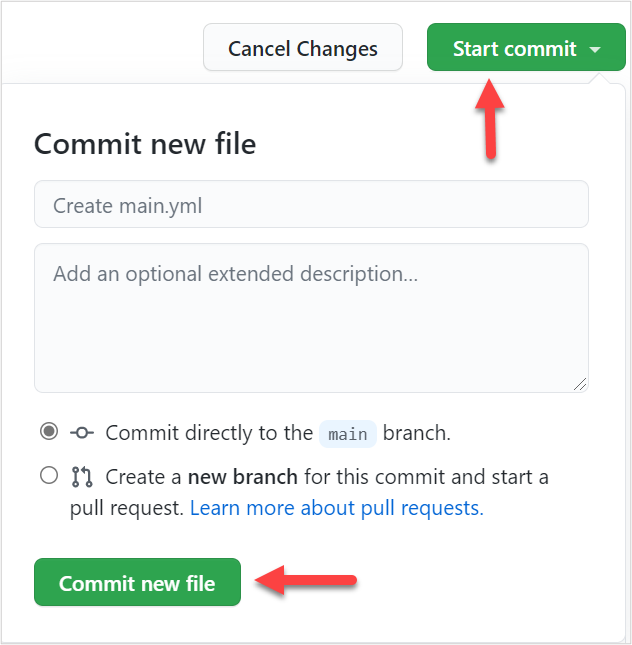 Cancel Changes
Start commit
Commit new file
Create main.yml
Add an optional extended description...
Commit directly to the main branch.
Create a new branch for this commit and start a
pull request. Learn more about pull requests.
Commit new file